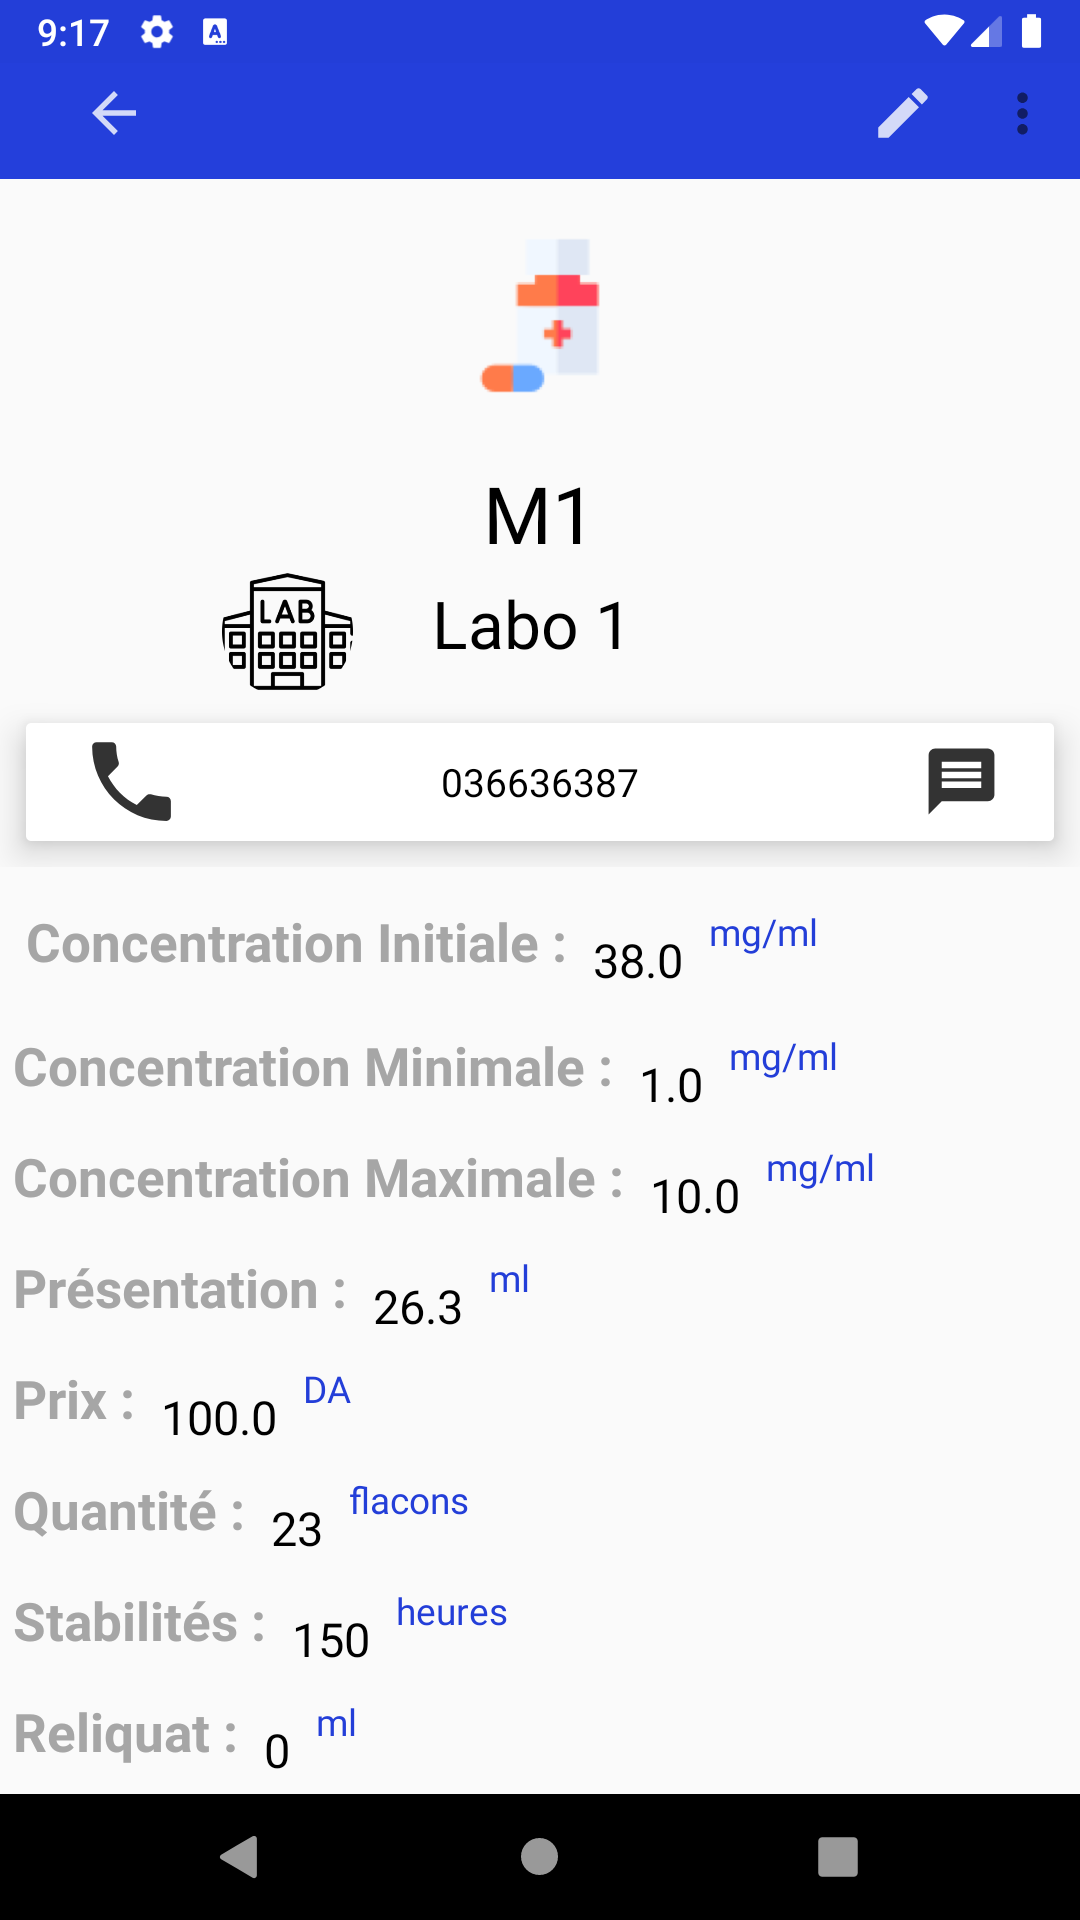 9:17
A
M1
LAB
Labo 1
036636387
Concentration Initiale : 38.0 mg/ml
Concentration Minimale : 1.0 mg/ml
Concentration Maximale : 10.0 mg/ml
Présentation : 26.3 ml
Prix : 100.0 DA
Quantité : 23 flacons
Stabilités : 150 heures
Reliquat : 0 ml